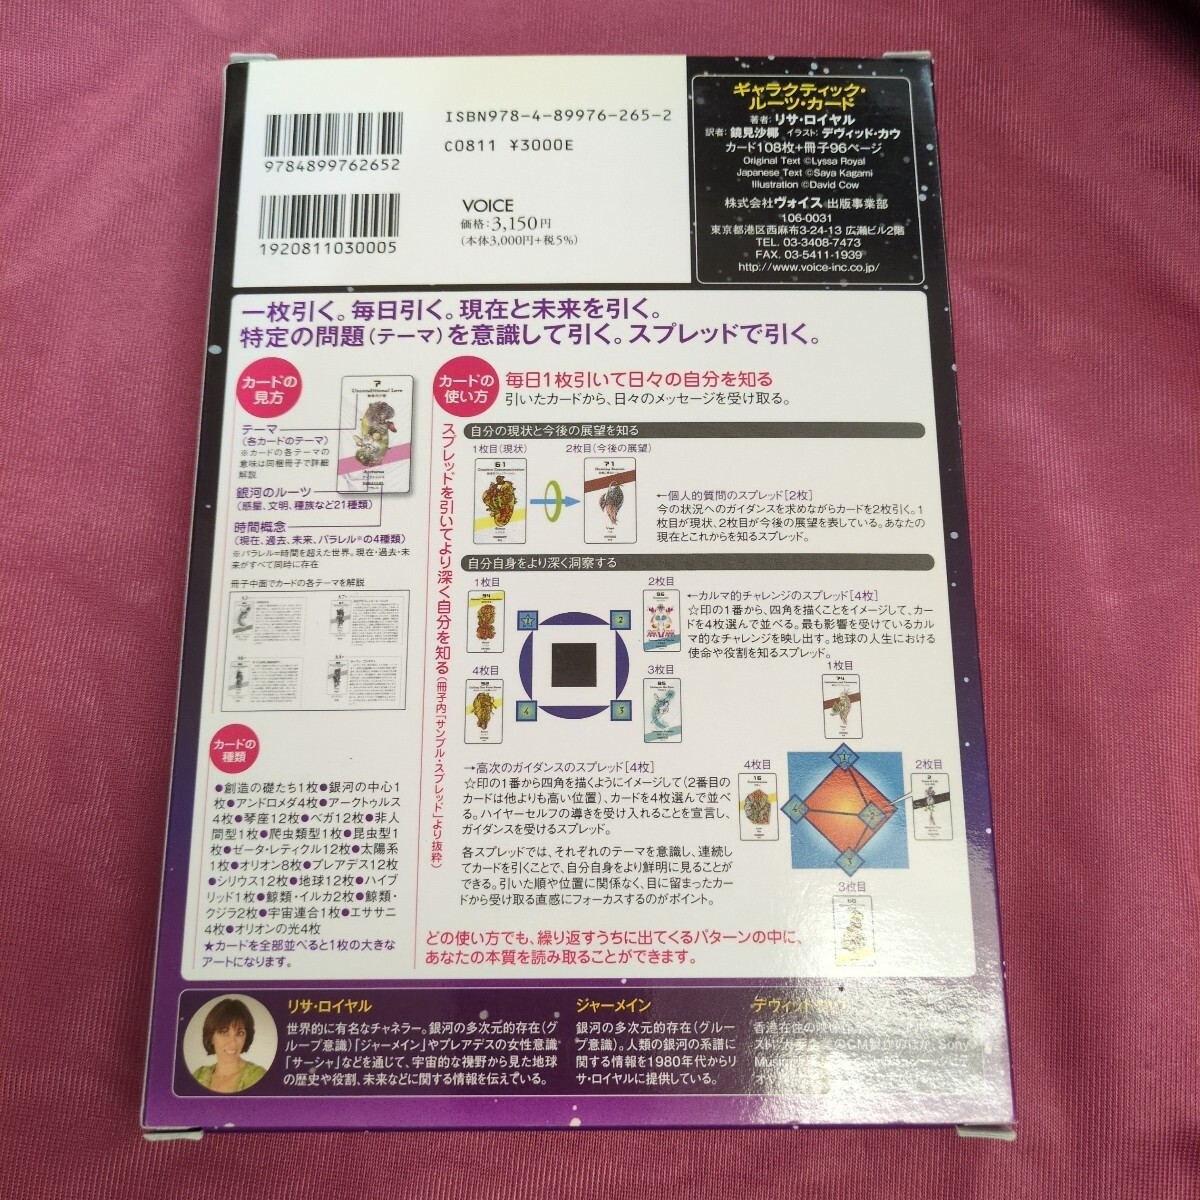 ISBN978-4-89976-265-2
C0811 ¥3000E
9784899762652
1920811030005
VOICE
価格:3,150円
(本体3,000円+税5%)
ギャラクティック・
ルーツ・カード
著者:リサ・ロイヤル
訳者:鏡見沙椰 イラスト:デヴィッド・カウ
カード108枚+冊子96ページ
Original Text ©Lyssa Royal
Japanese Text ©Saya Kagami
Illustration ©David Cow
株式会社ヴォイス 出版事業部
106-0031
東京都港区西麻布3-24-13 広瀬ビル2階
TEL. 03-3408-7473
FAX. 03-5411-1939
http://www.voice-inc.co.jp/
一枚引く。毎日引く。現在と未来を引く。
特定の問題(テーマ)を意識して引く。スプレッドで引く。
カードの
見方
7
Unconditional Love
テーマ
(各カードのテーマ)
※カードの各テーマの
意味は同梱冊子で詳細
解説
銀河のルーツ
(惑星、文明、種族など21種類)
時間概念
(現在、過去、未来、パラレル※の4種類)
※パラレル=時間を超えた世界。現在・過去・未
来がすべて同時に存在
冊子中面でカードの各テーマを解説
カードの
種類
●創造の礎たち1枚●銀河の中心1
枚●アンドロメダ4枚●アークトゥルス
4枚●琴座12枚●ベガ12枚●非人
間型1枚●爬虫類型1枚●昆虫型1
枚●ゼータ・レティクル12枚●太陽系
1枚●オリオン8枚●プレアデス12枚
●シリウス12枚●地球12枚●ハイブ
リッド1枚●鯨類・イルカ2枚●鯨類・
クジラ2枚●宇宙連合1枚●エササニ
4枚●オリオンの光4枚
★カードを全部並べると1枚の大きな
アートになります。
カードの
使い方
毎日1枚引いて日々の自分を知る
引いたカードから、日々のメッセージを受け取る。
スプレッドを引いてより深く自分を知る(冊子内「サンプル・スプレッド」より抜粋)
自分の現状と今後の展望を知る
1枚目(現状)
2枚目(今後の展望)
61
71
←個人的質問のスプレッド[2枚]
今の状況へのガイダンスを求めながらカードを2枚引く。1
枚目が現状、2枚目が今後の展望を表している。あなたの
現在とこれからを知るスプレッド。
自分自身をより深く洞察する
1枚目
2枚目
4枚目
3枚目
☆1
2
4
3
←カルマ的チャレンジのスプレッド[4枚]
☆印の1番から、四角を描くことをイメージして、カー
ドを4枚選んで並べる。最も影響を受けているカル
マ的なチャレンジを映し出す。地球の人生における
使命や役割を知るスプレッド。
→高次のガイダンスのスプレッド[4枚]
☆印の1番から四角を描くようにイメージして(2番目の
カードは他よりも高い位置)、カードを4枚選んで並べ
る。ハイヤーセルフの導きを受け入れることを宣言し、
ガイダンスを受けるスプレッド。
1枚目
74
4枚目
16
2枚目
2
3枚目
各スプレッドでは、それぞれのテーマを意識し、連続し
てカードを引くことで、自分自身をより鮮明に見ることが
できる。引いた順や位置に関係なく、目に留まったカー
ドから受け取る直感にフォーカスするのがポイント。
どの使い方でも、繰り返すうちに出てくるパターンの中に、
あなたの本質を読み取ることができます。
リサ・ロイヤル
世界的に有名なチャネラー。銀河の多次元的存在(グ
ループ意識)「ジャーメイン」やプレアデスの女性意識
「サーシャ」などを通じて、宇宙的な視野から見た地球
の歴史や役割、未来などに関する情報を伝えている。
ジャーメイン
銀河の多次元的存在(グルー
プ意識)。人類の銀河の系譜に
関する情報を1980年代からリ
サ・ロイヤルに提供している。
デヴィッド
香港在住の
のCM
Sony